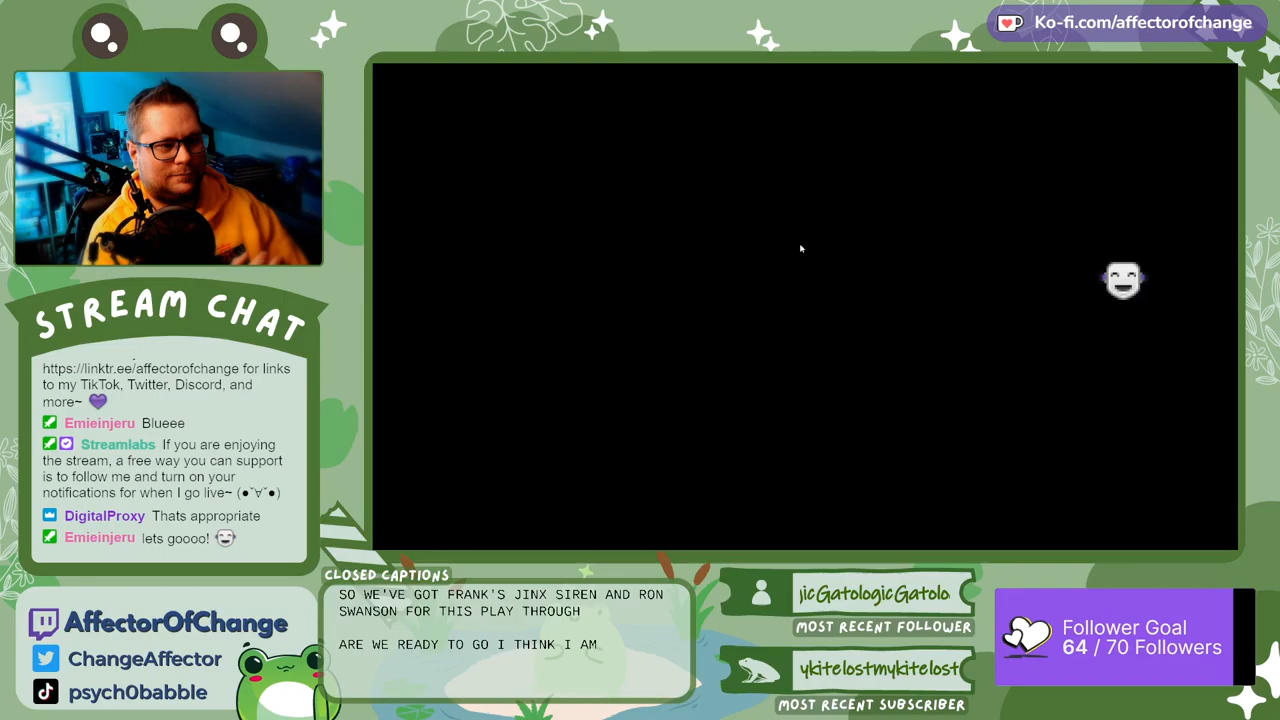 Ko-fi.com/affectorofchange
STREAM CHAT
https://linktr.ee/affectorofchange for links
to my TikTok, Twitter, Discord, and
more~
Emieinjeru Blueee
Streamlabs If you are enjoying
the stream, a free way you can support
is to follow me and turn on your
notifications for when I go live~ (●ˇ∀ˇ●)
DigitalProxy Thats appropriate
Emieinjeru lets goooo!
AffectorOfChange
ChangeAffector
psych0babble
CLOSED CAPTIONS
SO WE'VE GOT FRANK'S JINX SIREN AND RON
SWANSON FOR THIS PLAY THROUGH
ARE WE READY TO GO I THINK I AM
icGatologicGatolo
MOST RECENT FOLLOWER
ykitelostmykitelost
MOST RECENT SUBSCRIBER
Follower Goal
64 / 70 Followers